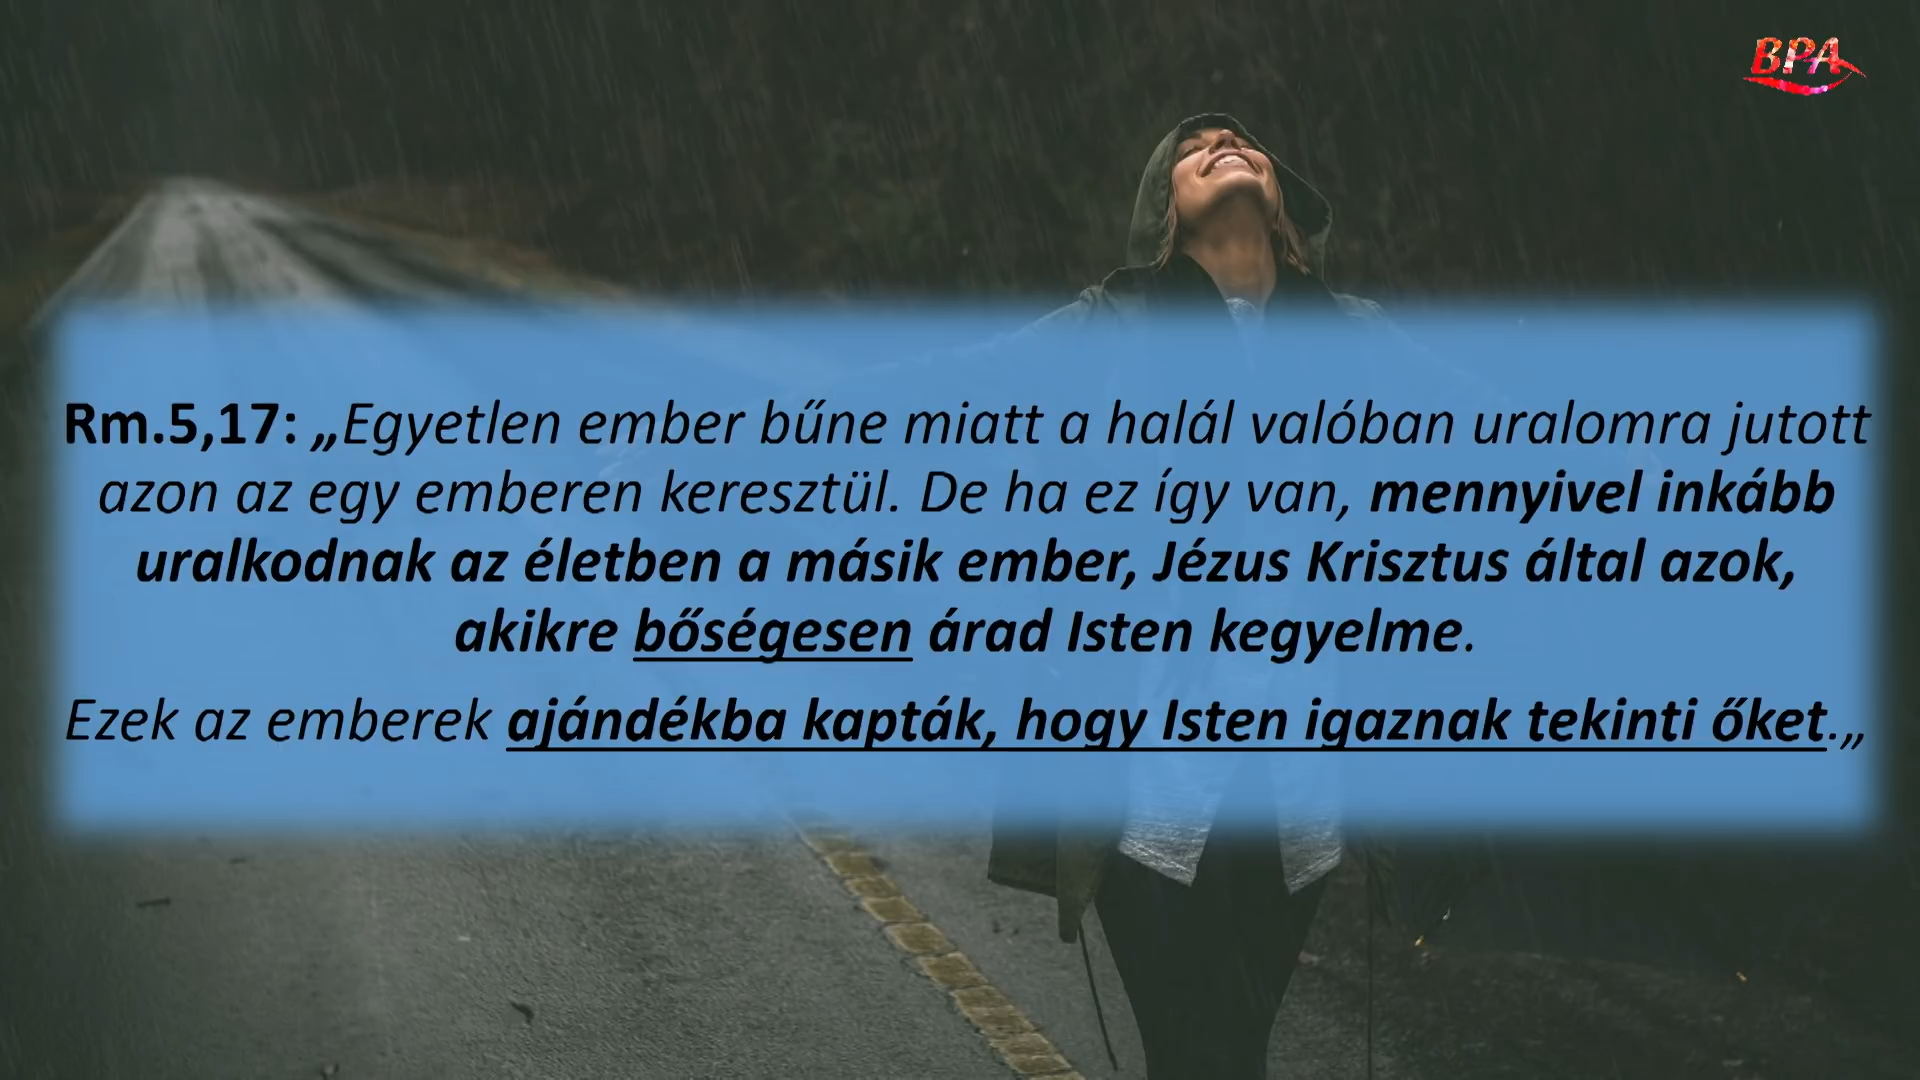 BPA
Rm.5,17: „Egyetlen ember bűne miatt a halál valóban uralomra jutott
azon az egy emberen keresztül. De ha ez így van, mennyivel inkább
uralkodnak az életben a másik ember, Jézus Krisztus által azok,
akikre bőségesen árad Isten kegyelme.
Ezek az emberek ajándékba kapták, hogy Isten igaznak tekinti őket.„